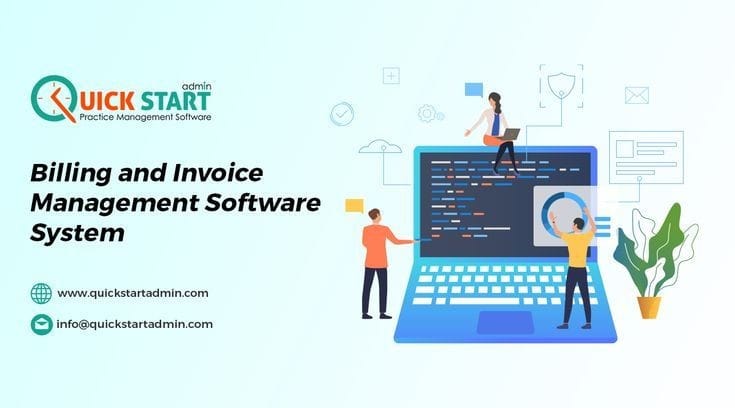 admin
QUICK START
Practice Management Software
Billing and Invoice
Management Software
System
www.quickstartadmin.com
info@quickstartadmin.com